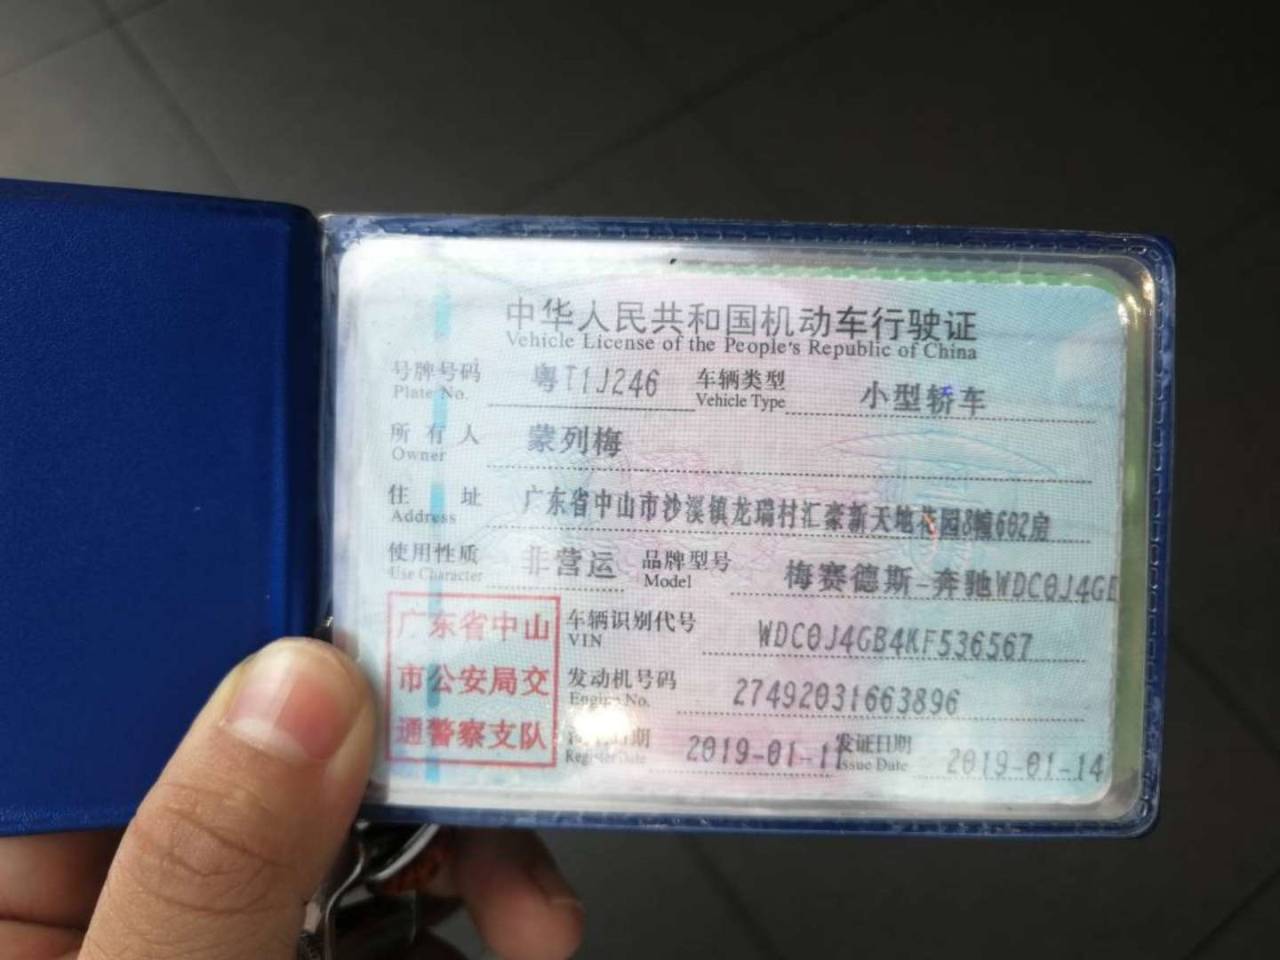 中华人民共和国机动车行驶证
Vehicle License of the People's Republic of China
号牌号码 粤T1J246 车辆类型 小型轿车
Plate No. Vehicle Type
所有人 蒙列梅
Owner
住址 广东省中山市沙溪镇龙瑞村汇豪新天地花园8幢602房
Address
使用性质 非营运 品牌型号 梅赛德斯-奔驰WDC0J4GE
Use Character Model
广东省中山
市公安局交
通警察支队
车辆识别代号 WDC0J4GB4KF536567
VIN
发动机号码 27492031663896
Engine No.
2019-01-11 发证日期 2019-01-14
Register Date Issue Date